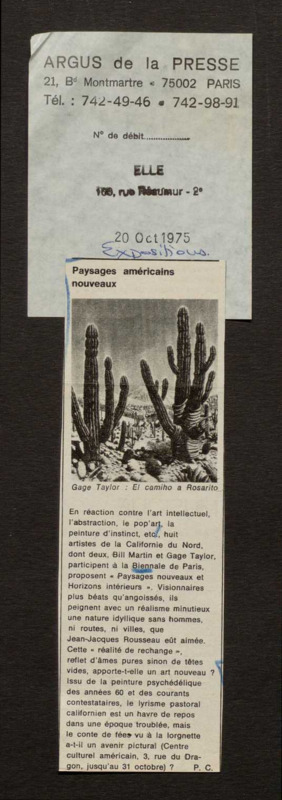 ARGUS de la PRESSE
21, Bd Montmartre - 75002 PARIS
Tél. : 742-49-46 - 742-98-91
N° de débit
ELLE
rue Réaumur - 2e
20 Oct 1975
Expositions.
Paysages américains
nouveaux
Gage Taylor : El camiho a Rosarito
En réaction contre l'art intellectuel,
l'abstraction, le pop'art, la
peinture d'instinct, etc, huit
artistes de la Californie du Nord,
dont deux, Bill Martin et Gage Taylor,
participent à la Biennale de Paris,
proposent « Paysages nouveaux et
Horizons intérieurs ». Visionnaires
plus béats qu'angoissés, ils
peignent avec un réalisme minutieux
une nature idyllique sans hommes,
ni routes, ni villes, que
Jean-Jacques Rousseau eût aimée.
Cette « réalité de rechange »,
reflet d'âmes pures sinon de têtes
vides, apporte-t-elle un art nouveau ?
Issu de la peinture psychédélique
des années 60 et des courants
contestataires, le lyrisme pastoral
californien est un havre de repos
dans une époque troublée, mais
le conte de fées vu à la lorgnette
a-t-il un avenir pictural (Centre
culturel américain, 3, rue du Dra-
gon, jusqu'au 31 octobre) ? P. C.